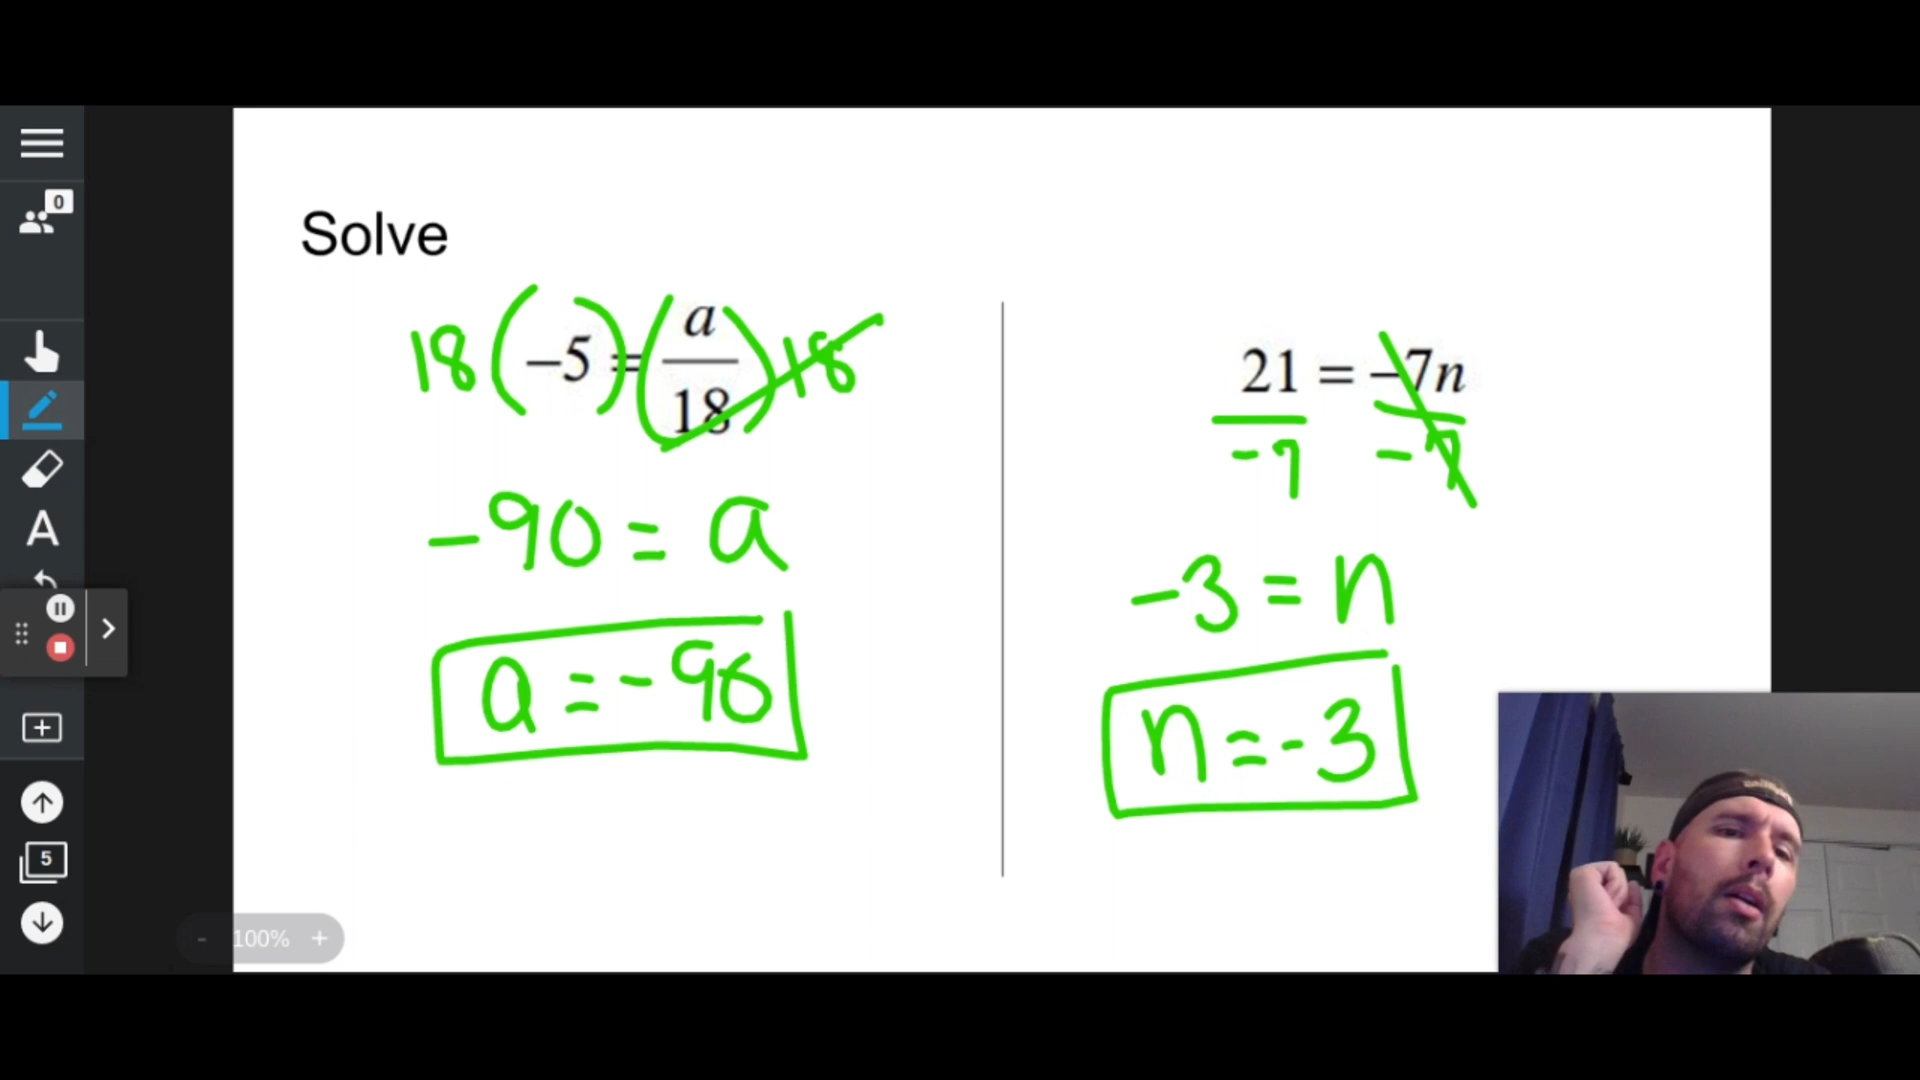 0
Solve
18(-5)=(a/18)18
-90=a
a=-90
21 = -7n
-7 -7
-3=n
n=-3
A
5
- 100% +